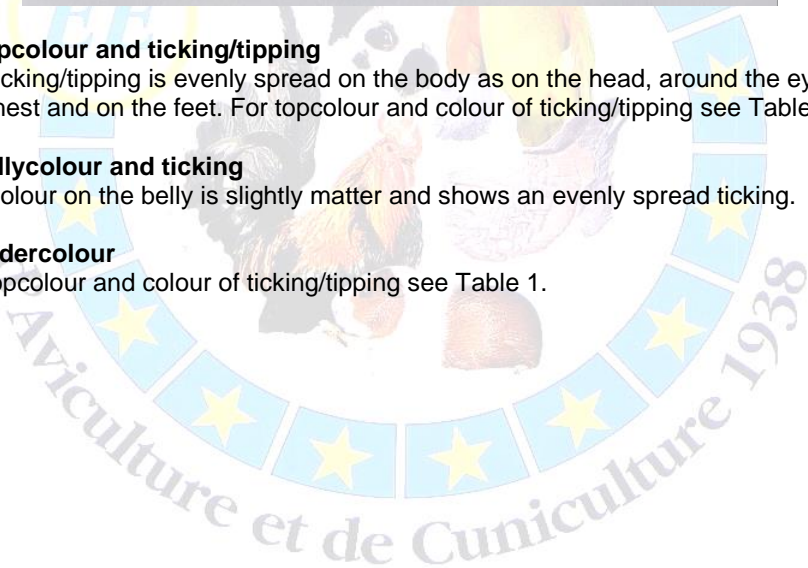 pcolour and ticking/tipping
cking/tipping is evenly spread on the body as on the head, around the ey
nest and on the feet. For topcolour and colour of ticking/tipping see Table
llycolour and ticking
olour on the belly is slightly matter and shows an evenly spread ticking.
dercolour
pcolour and colour of ticking/tipping see Table 1.
EE
d'Aviculture et de Cuniculture 1938